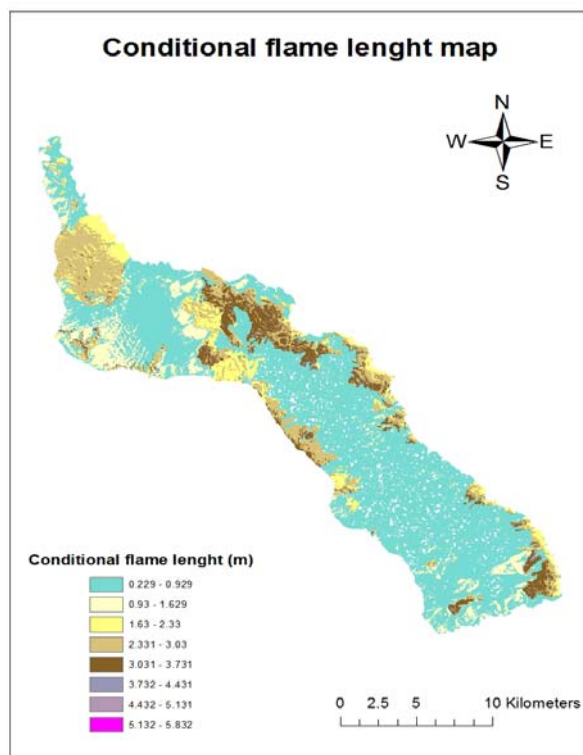 Conditional flame lenght map
N
W E
S
Conditional flame lenght (m)
0.229 - 0.929
0.93 - 1.629
1.63 - 2.33
2.331 - 3.03
3.031 - 3.731
3.732 - 4.431
4.432 - 5.131
5.132 - 5.832
0 2.5 5 10 Kilometers